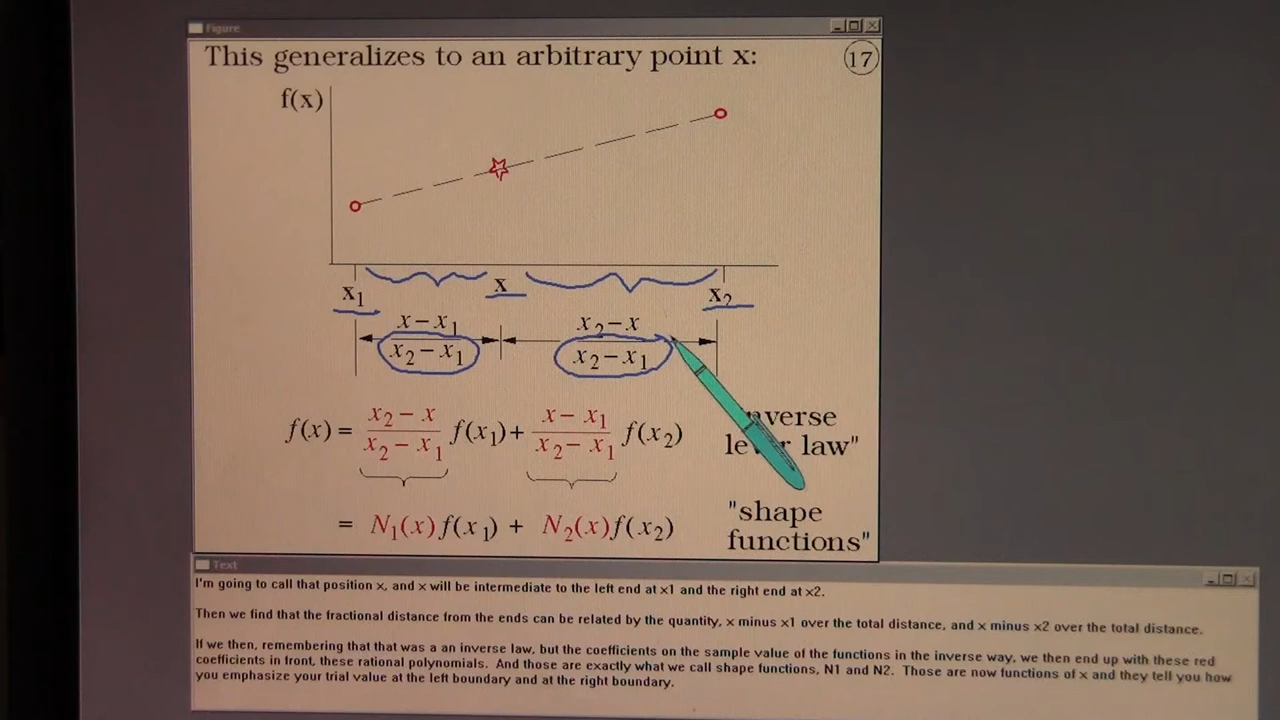 Figure
This generalizes to an arbitrary point x:
17
f(x)
x1 x x2
x−x1 x2−x
x2−x1 x2−x1
f(x) = x2−x / x2−x1 f(x1)+ x−x1 / x2−x1 f(x2)
law"
= N1(x)f(x1) + N2(x)f(x2)
"shape
functions"
Text
I'm going to call that position x, and x will be intermediate to the left end at x1 and the right end at x2.
Then we find that the fractional distance from the ends can be related by the quantity, x minus x1 over the total distance, and x minus x2 over the total distance.
If we then, remembering that that was a an inverse law, but the coefficients on the sample value of the functions in the inverse way, we then end up with these red
coefficients in front, these rational polynomials. And those are exactly what we call shape functions, N1 and N2. Those are now functions of x and they tell you how
you emphasize your trial value at the left boundary and at the right boundary.